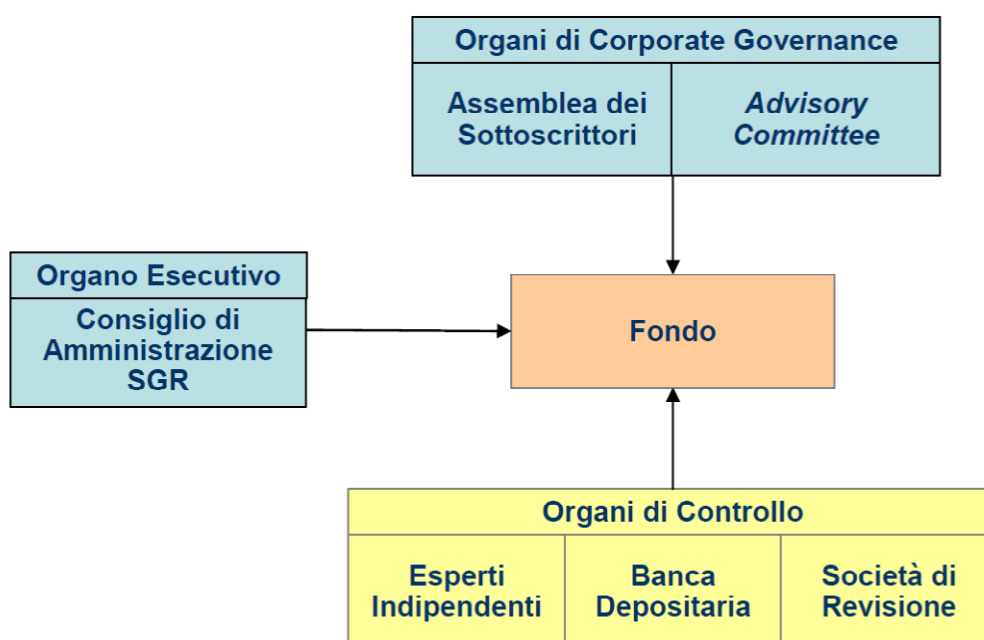 Organi di Corporate Governance
Assemblea dei
Sottoscrittori
Advisory
Committee
Organo Esecutivo
Consiglio di
Amministrazione
SGR
Fondo
Organi di Controllo
Esperti
Indipendenti
Banca
Depositaria
Società di
Revisione